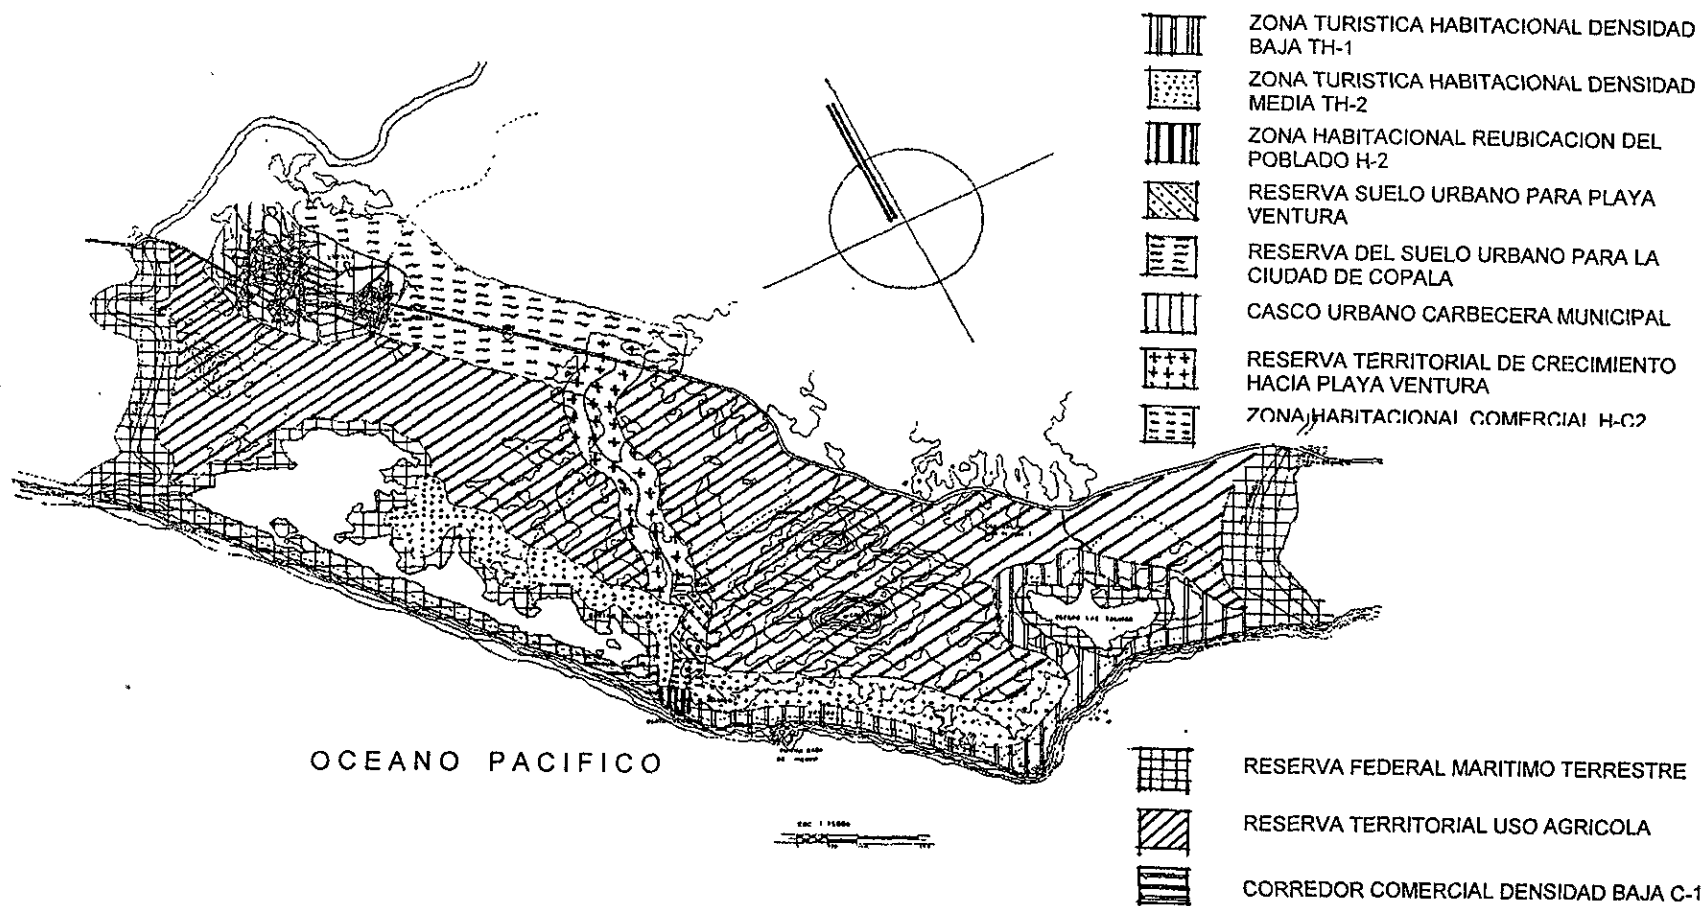 ZONA TURISTICA HABITACIONAL DENSIDAD
BAJA TH-1
ZONA TURISTICA HABITACIONAL DENSIDAD
MEDIA TH-2
ZONA HABITACIONAL REUBICACION DEL
POBLADO H-2
RESERVA SUELO URBANO PARA PLAYA
VENTURA
RESERVA DEL SUELO URBANO PARA LA
CIUDAD DE COPALA
CASCO URBANO CARBECERA MUNICIPAL
RESERVA TERRITORIAL DE CRECIMIENTO
HACIA PLAYA VENTURA
ZONA HABITACIONAL COMERCIAL H-C2
OCEANO PACIFICO
RESERVA FEDERAL MARITIMO TERRESTRE
RESERVA TERRITORIAL USO AGRICOLA
CORREDOR COMERCIAL DENSIDAD BAJA C-1